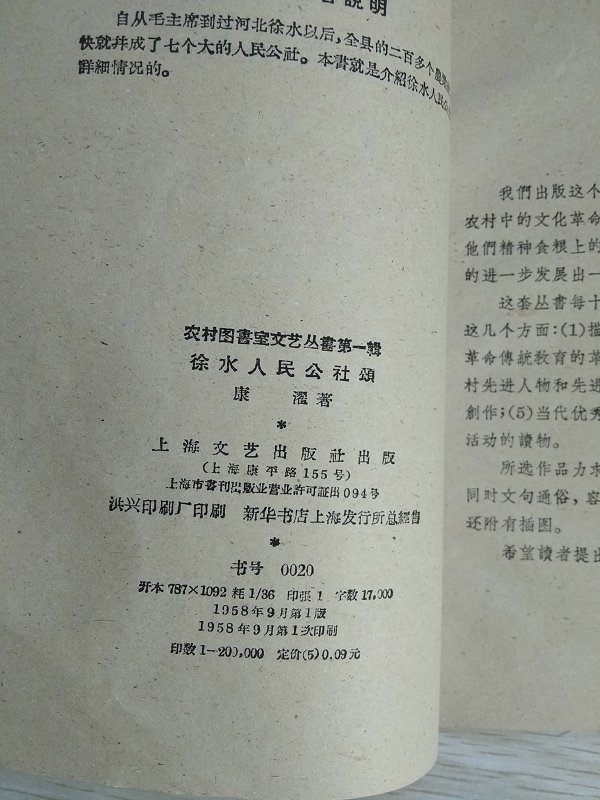 說明
自从毛主席到过河北徐水以后，全县的二百多个農
快就幷成了七个大的人民公社。本書就是介紹徐水人民公
詳細情况的。
农村图書室文艺丛書第一輯
徐水人民公社頌
康濯著
*
上海文艺出版社出版
(上海康平路155号)
上海市書刊出版业营业許可証出094号
洪兴印刷厂印刷 新华书店上海发行所总經售
*
书号 0020
开本 787×1092 耗 1/36 印張 1 字数 17,000
1958年9月第1版
1958年9月第1次印刷
印数 1-200,000 定价(5) 0.09元
我們出版这个
农村中的文化革命
他們精神食粮上的
的进一步发展出一
这套丛書每十
这几个方面:(1)描
革命傳統教育的革
村先进人物和先进
創作;(5)当代优秀
活动的讀物。
所选作品力求
同时文句通俗，容
还附有插图。
希望讀者提出